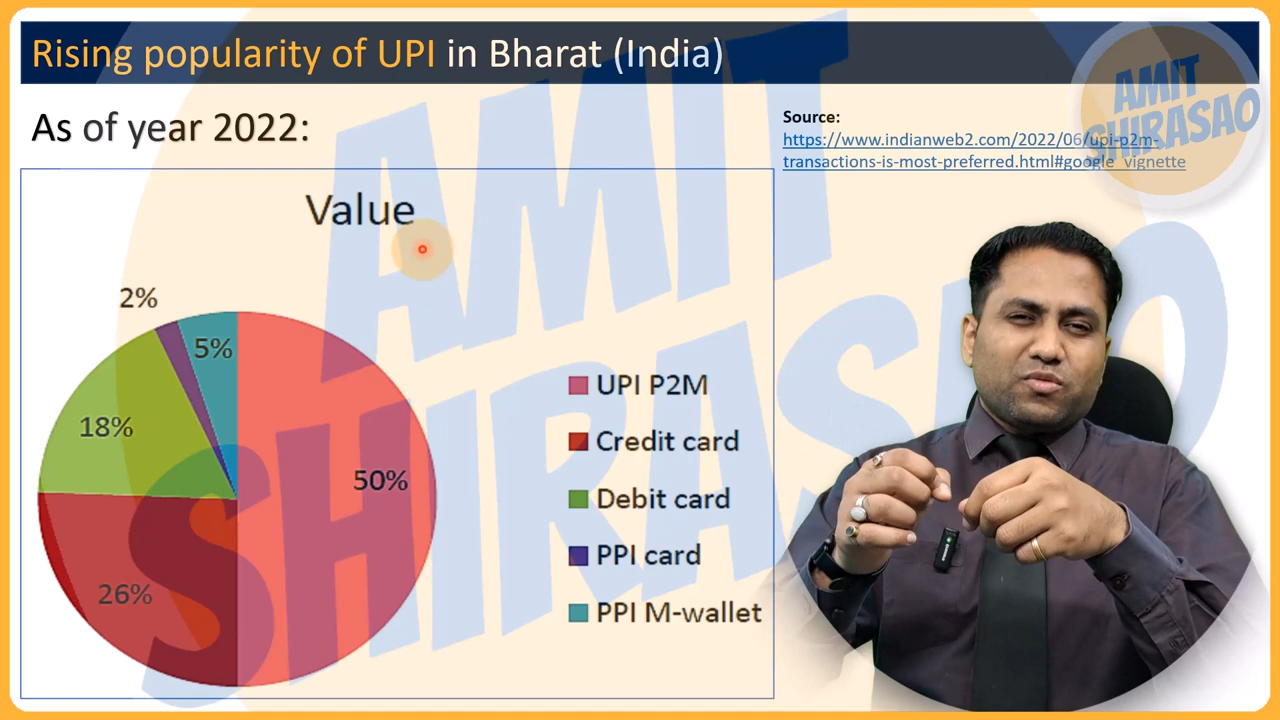 Rising popularity of UPI in Bharat (India)
AMIT
SHIRASAO
As of year 2022:
Source:
https://www.indianweb2.com/2022/06/upi-p2m-
transactions-is-most-preferred.html#google_vignette
AMIT
SHIRASAO
Value
2%
5%
18%
50%
26%
UPI P2M
Credit card
Debit card
PPI card
PPI M-wallet